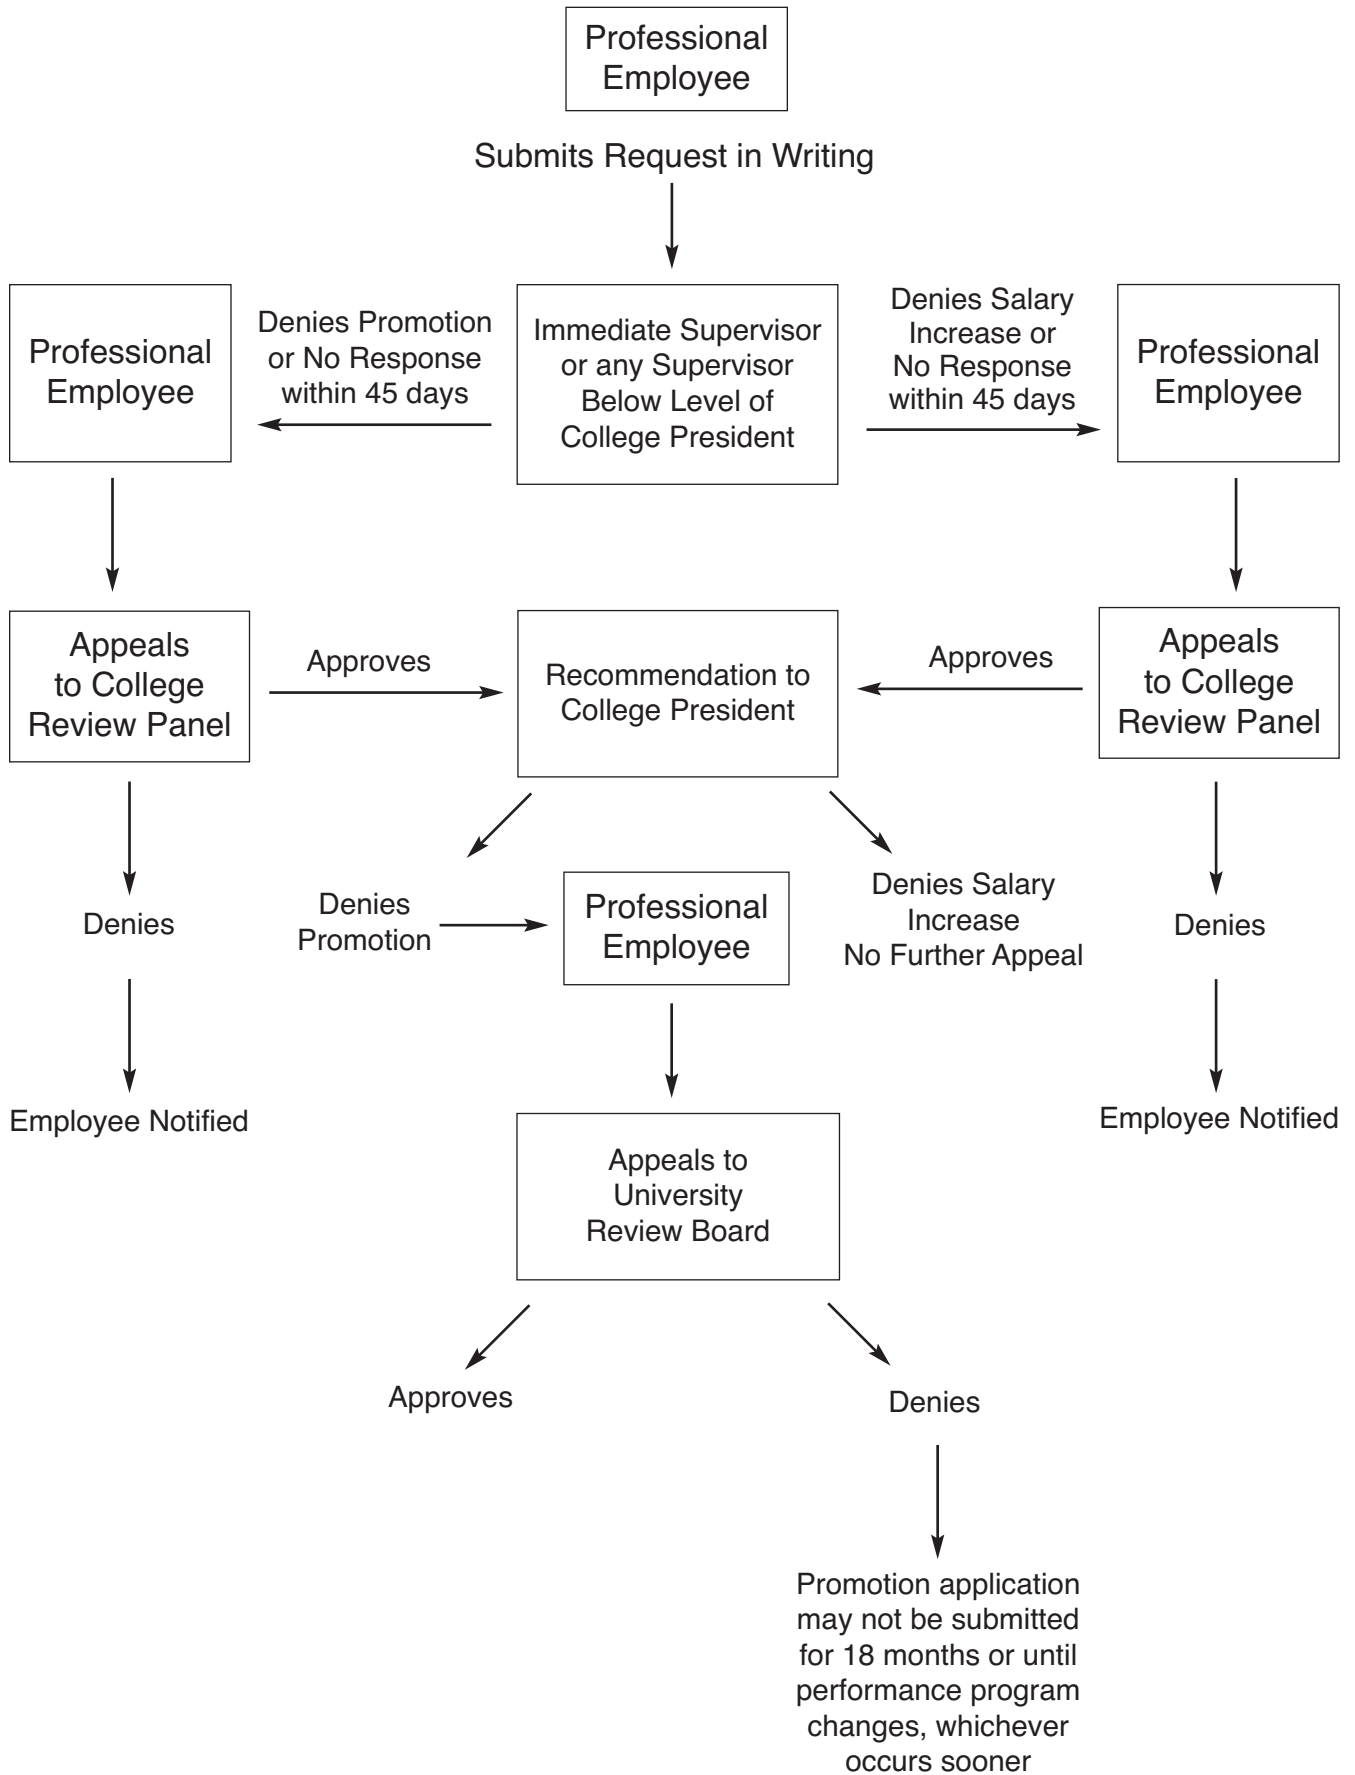 Professional
Employee
Submits Request in Writing
Professional
Employee
Denies Promotion
or No Response
within 45 days
Immediate Supervisor
or any Supervisor
Below Level of
College President
Denies Salary
Increase or
No Response
within 45 days
Professional
Employee
Appeals
to College
Review Panel
Approves
Recommendation to
College President
Approves
Appeals
to College
Review Panel
Denies
Denies
Promotion
Professional
Employee
Denies Salary
Increase
No Further Appeal
Denies
Employee Notified
Employee Notified
Appeals to
University
Review Board
Approves
Denies
Promotion application
may not be submitted
for 18 months or until
performance program
changes, whichever
occurs sooner